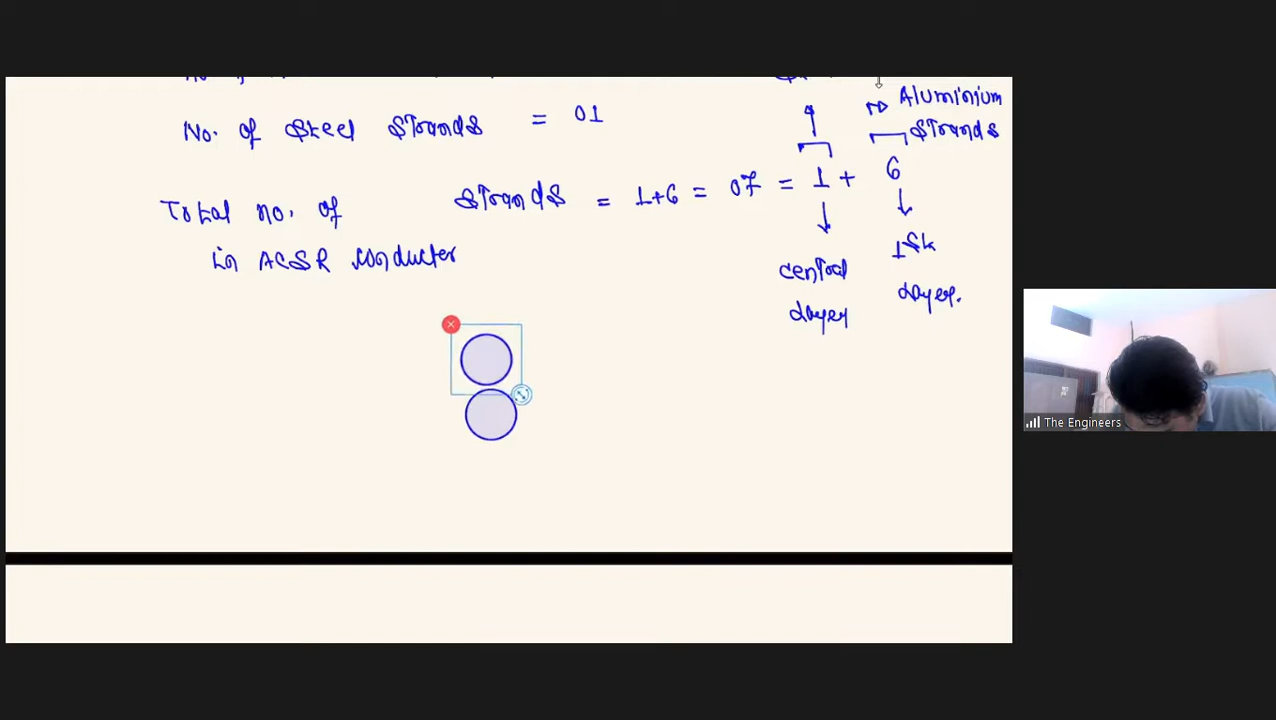 Aluminium
No. of Steel Strands = 01
Strands
Total no. of Strands = 1+6 = 07 = 1 + 6
in ACSR conductor
central 1st
layer layer.
The Engineers